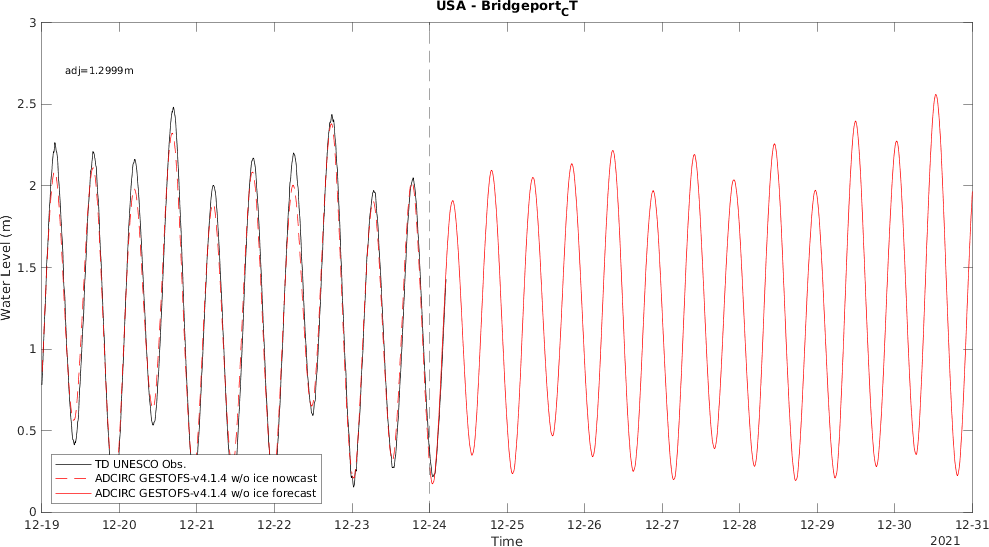 USA - Bridgeport_CT
adj=1.2999m
Water Level (m)
3
2.5
2
1.5
1
0.5
0
TD UNESCO Obs.
ADCIRC GESTOFS-v4.1.4 w/o ice nowcast
ADCIRC GESTOFS-v4.1.4 w/o ice forecast
12-19 12-20 12-21 12-22 12-23 12-24 12-25 12-26 12-27 12-28 12-29 12-30 12-31
Time
2021